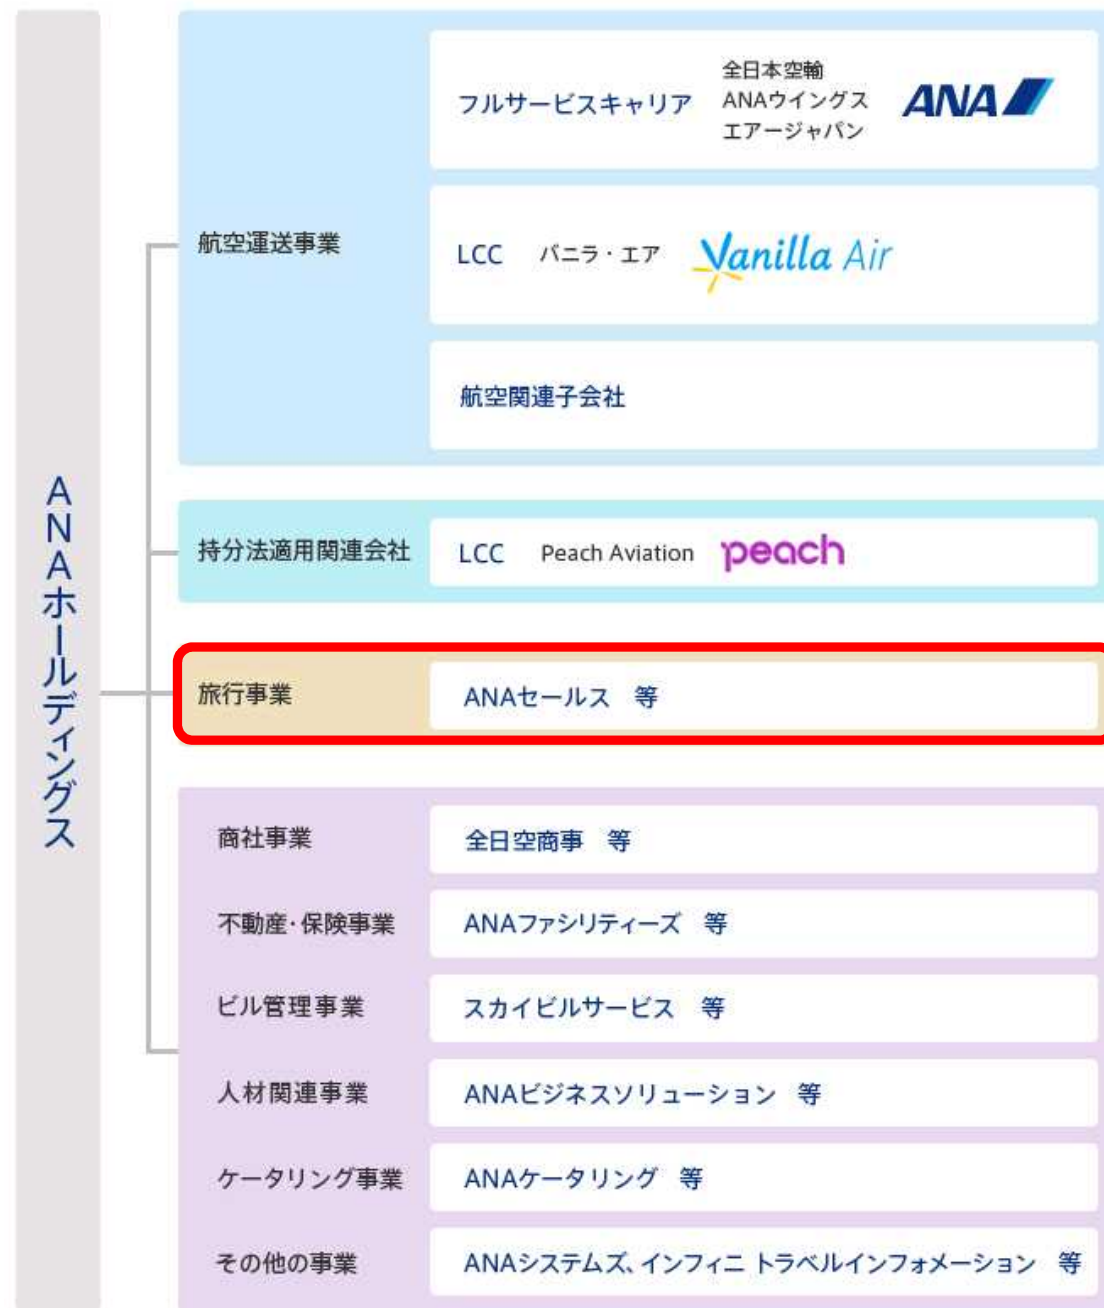 ANAホールディングス
航空運送事業
フルサービスキャリア
全日本空輸
ANAウイングス
エアージャパン
ANA
LCC バニラ・エア Vanilla Air
航空関連子会社
持分法適用関連会社
LCC Peach Aviation peach
旅行事業
ANAセールス 等
商社事業
全日空商事 等
不動産・保険事業
ANAファシリティーズ 等
ビル管理事業
スカイビルサービス 等
人材関連事業
ANAビジネスソリューション 等
ケータリング事業
ANAケータリング 等
その他の事業
ANAシステムズ、インフィニ トラベルインフォメーション 等